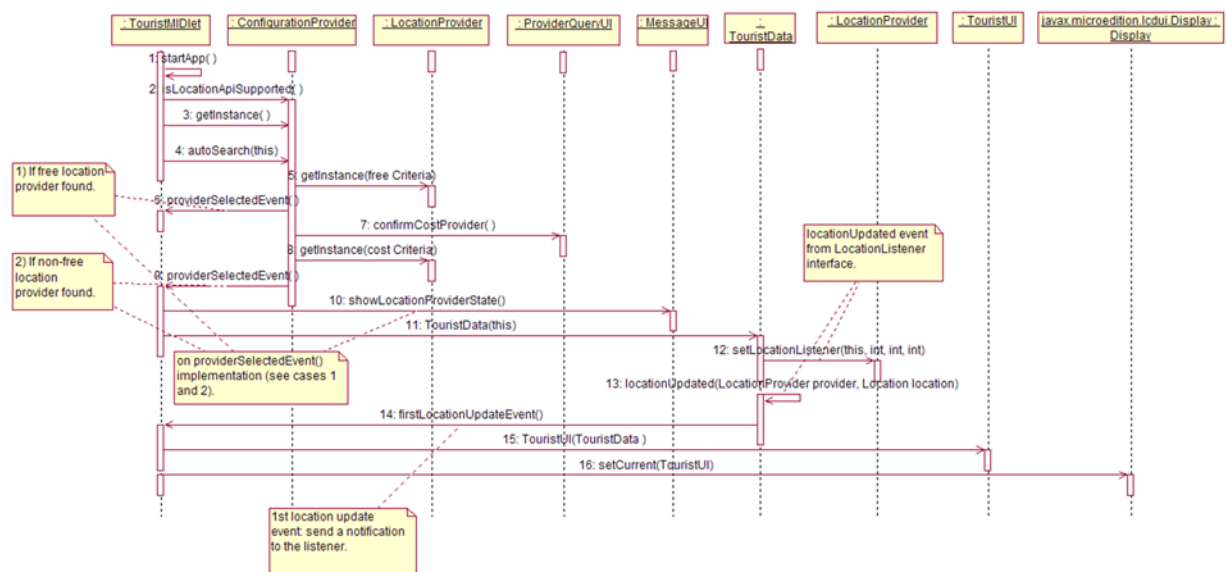 : TouristMIDlet
: ConfigurationProvider
: LocationProvider
: ProviderQueryUI
: MessageUI
:
TouristData
: LocationProvider
: TouristUI
javax.microedition.lcdui.Display :
Display
1: startApp( )
2: isLocationApiSupported( )
3: getInstance( )
4: autoSearch(this)
1) If free location
provider found.
5: getInstance(free Criteria)
6: providerSelectedEvent( )
7: confirmCostProvider( )
locationUpdated event
from LocationListener
interface.
8: getInstance(cost Criteria)
2) If non-free
location
provider found.
9: providerSelectedEvent( )
10: showLocationProviderState()
11: TouristData(this)
12: setLocationListener(this, int, int, int)
on providerSelectedEvent()
implementation (see cases 1
and 2).
13: locationUpdated(LocationProvider provider, Location location)
14: firstLocationUpdateEvent()
15: TouristUI(TouristData )
16: setCurrent(TouristUI)
1st location update
event: send a notification
to the listener.